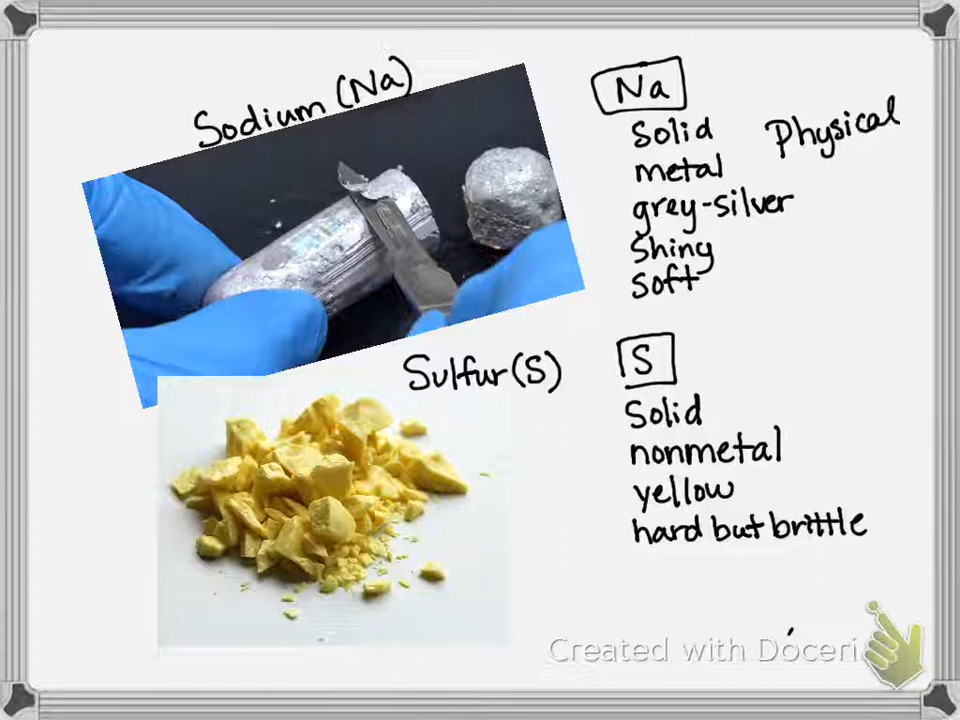 Sodium (Na)
Na
Solid
Physical
metal
grey-silver
Shiny
soft
Sulfur (S)
S
Solid
nonmetal
yellow
hard but brittle
Created with Doceri